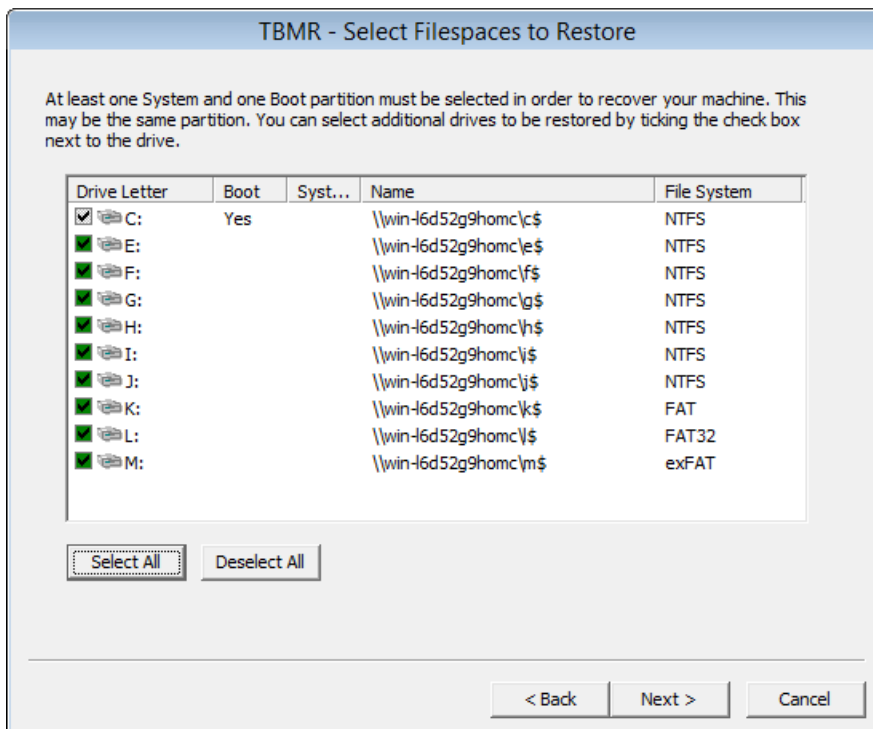 TBMR - Select Filespaces to Restore
At least one System and one Boot partition must be selected in order to recover your machine. This
may be the same partition. You can select additional drives to be restored by ticking the check box
next to the drive.
Drive Letter Boot Syst... Name File System
C: Yes \\win-l6d52g9homc\c$ NTFS
E: \\win-l6d52g9homc\e$ NTFS
F: \\win-l6d52g9homc\f$ NTFS
G: \\win-l6d52g9homc\g$ NTFS
H: \\win-l6d52g9homc\h$ NTFS
I: \\win-l6d52g9homc\i$ NTFS
J: \\win-l6d52g9homc\j$ NTFS
K: \\win-l6d52g9homc\k$ FAT
L: \\win-l6d52g9homc\l$ FAT32
M: \\win-l6d52g9homc\m$ exFAT
Select All Deselect All
< Back Next > Cancel